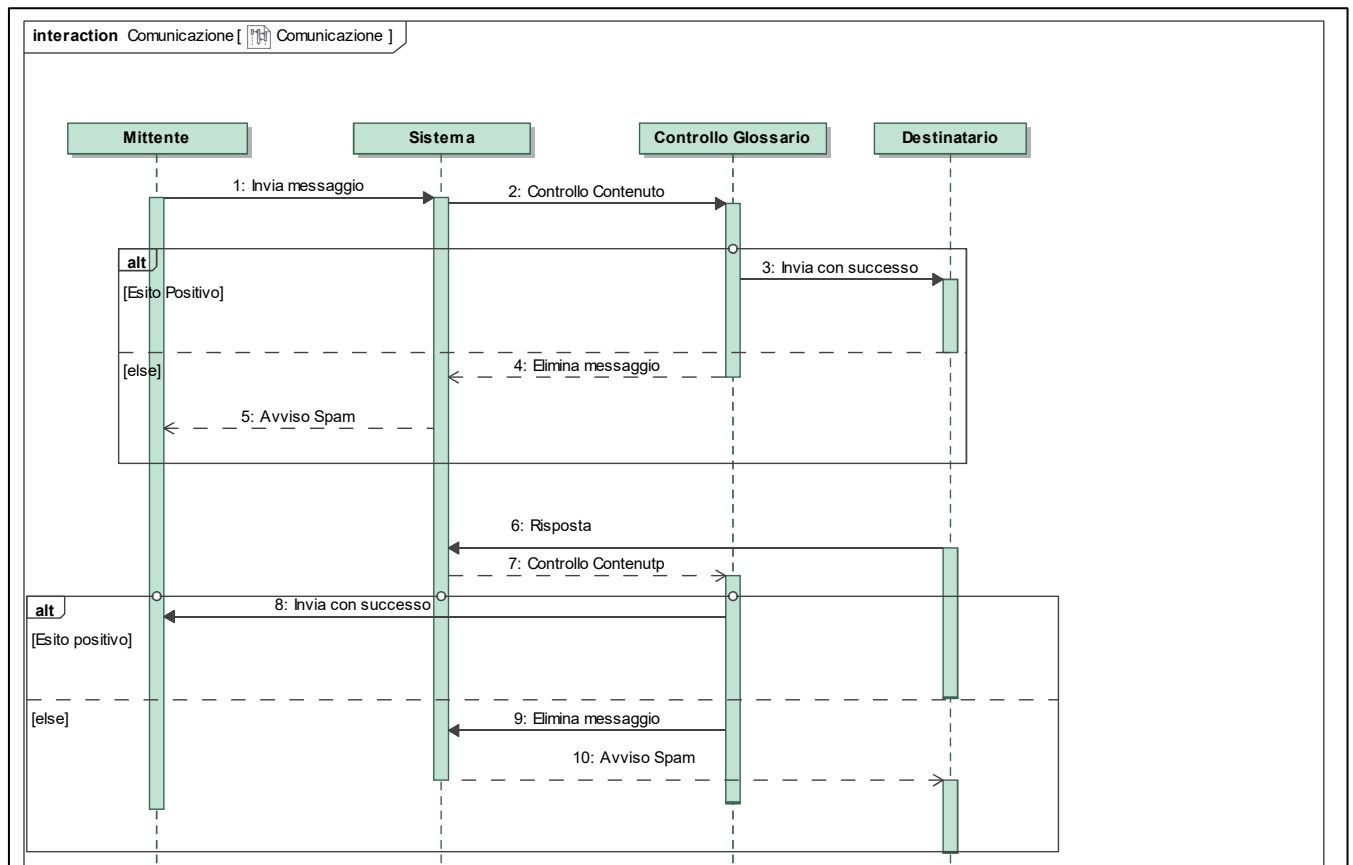 interaction Comunicazione [ Comunicazione ]
Mittente
Sistema
Controllo Glossario
Destinatario
1: Invia messaggio
2: Controllo Contenuto
alt
3: Invia con successo
[Esito Positivo]
4: Elimina messaggio
[else]
5: Avviso Spam
6: Risposta
7: Controllo Contenutp
alt
8: Invia con successo
[Esito positivo]
9: Elimina messaggio
[else]
10: Avviso Spam